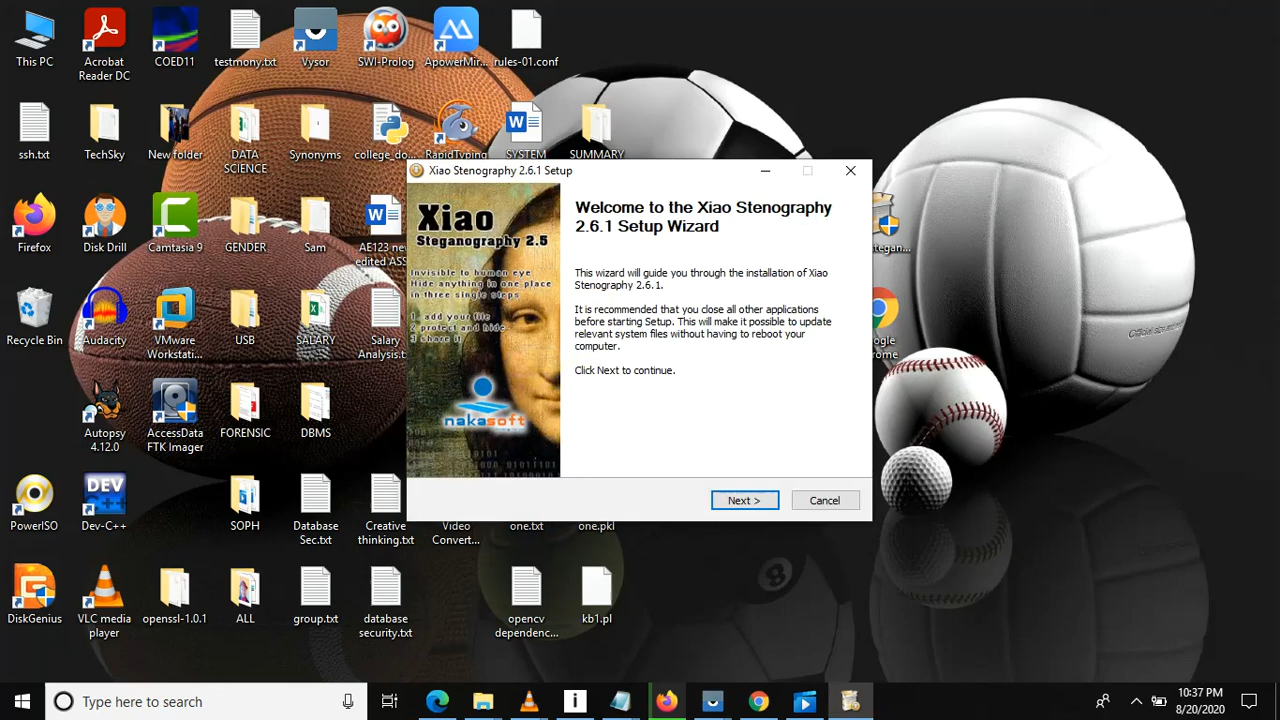 This PC
Acrobat
Reader DC
COED11
testmony.txt
Vysor
SWI-Prolog
ApowerMir...
rules-01.conf
ssh.txt
TechSky
New folder
DATA
SCIENCE
Synonyms
college_do...
RapidTyping
SYSTEM
SUMMARY
Firefox
Disk Drill
Camtasia 9
GENDER
Sam
AE123 ne
edited ASS
Recycle Bin
Audacity
VMware
Workstati...
USB
SALARY
Salary
Analysis.t
Autopsy
4.12.0
AccessData
FTK Imager
FORENSIC
DBMS
PowerISO
DEV
Dev-C++
SOPH
Database
Sec.txt
Creative
thinking.txt
Video
Convert...
one.txt
one.pkl
DiskGenius
VLC media
player
openssl-1.0.1
ALL
group.txt
database
security.txt
opencv
dependenc...
kb1.pl
Xiao Stenography 2.6.1 Setup
Xiao
Steganography 2.5
Invisible to human eye
Hide anything in one place
in three single steps
1. add your file
2 protect and hide
3 share it
nakasoft
Welcome to the Xiao Stenography
2.6.1 Setup Wizard
This wizard will guide you through the installation of Xiao
Stenography 2.6.1.
It is recommended that you close all other applications
before starting Setup. This will make it possible to update
relevant system files without having to reboot your
computer.
Click Next to continue.
Next >
Cancel
stegan...
ogle
rome
Type here to search
10:37 PM
8/20/2020